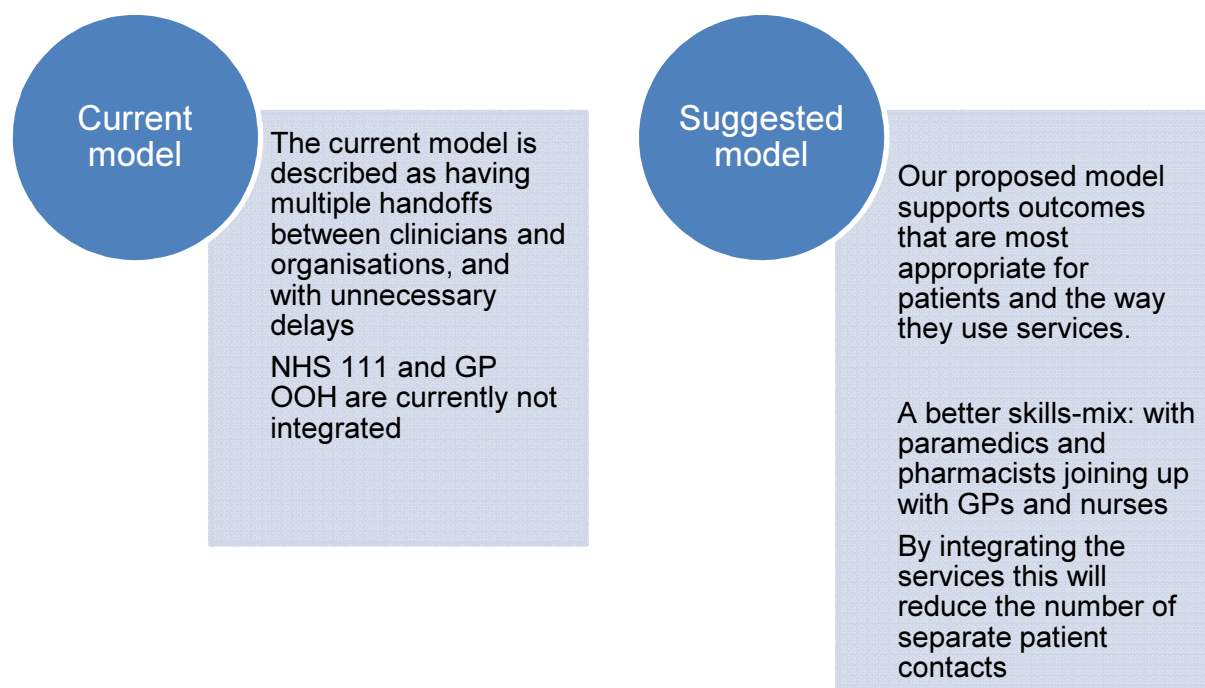 Current
model
The current model is
described as having
multiple handoffs
between clinicians and
organisations, and
with unnecessary
delays
NHS 111 and GP
OOH are currently not
integrated
Suggested
model
Our proposed model
supports outcomes
that are most
appropriate for
patients and the way
they use services.
A better skills-mix: with
paramedics and
pharmacists joining up
with GPs and nurses
By integrating the
services this will
reduce the number of
separate patient
contacts